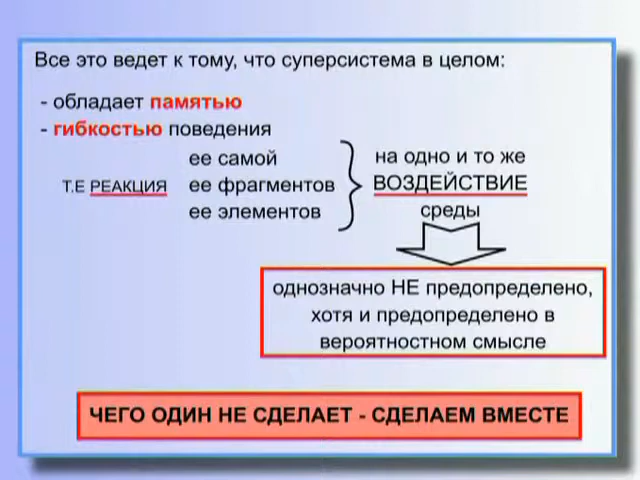 Все это ведет к тому, что суперсистема в целом:
- обладает памятью
- гибкостью поведения
ее самой
Т.Е РЕАКЦИЯ ее фрагментов
ее элементов
на одно и то же
ВОЗДЕЙСТВИЕ
среды
однозначно НЕ предопределено,
хотя и предопределено в
вероятностном смысле
ЧЕГО ОДИН НЕ СДЕЛАЕТ - СДЕЛАЕМ ВМЕСТЕ